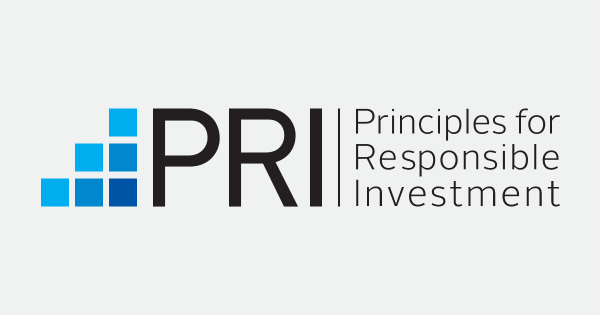 PRI
Principles for
Responsible
Investment